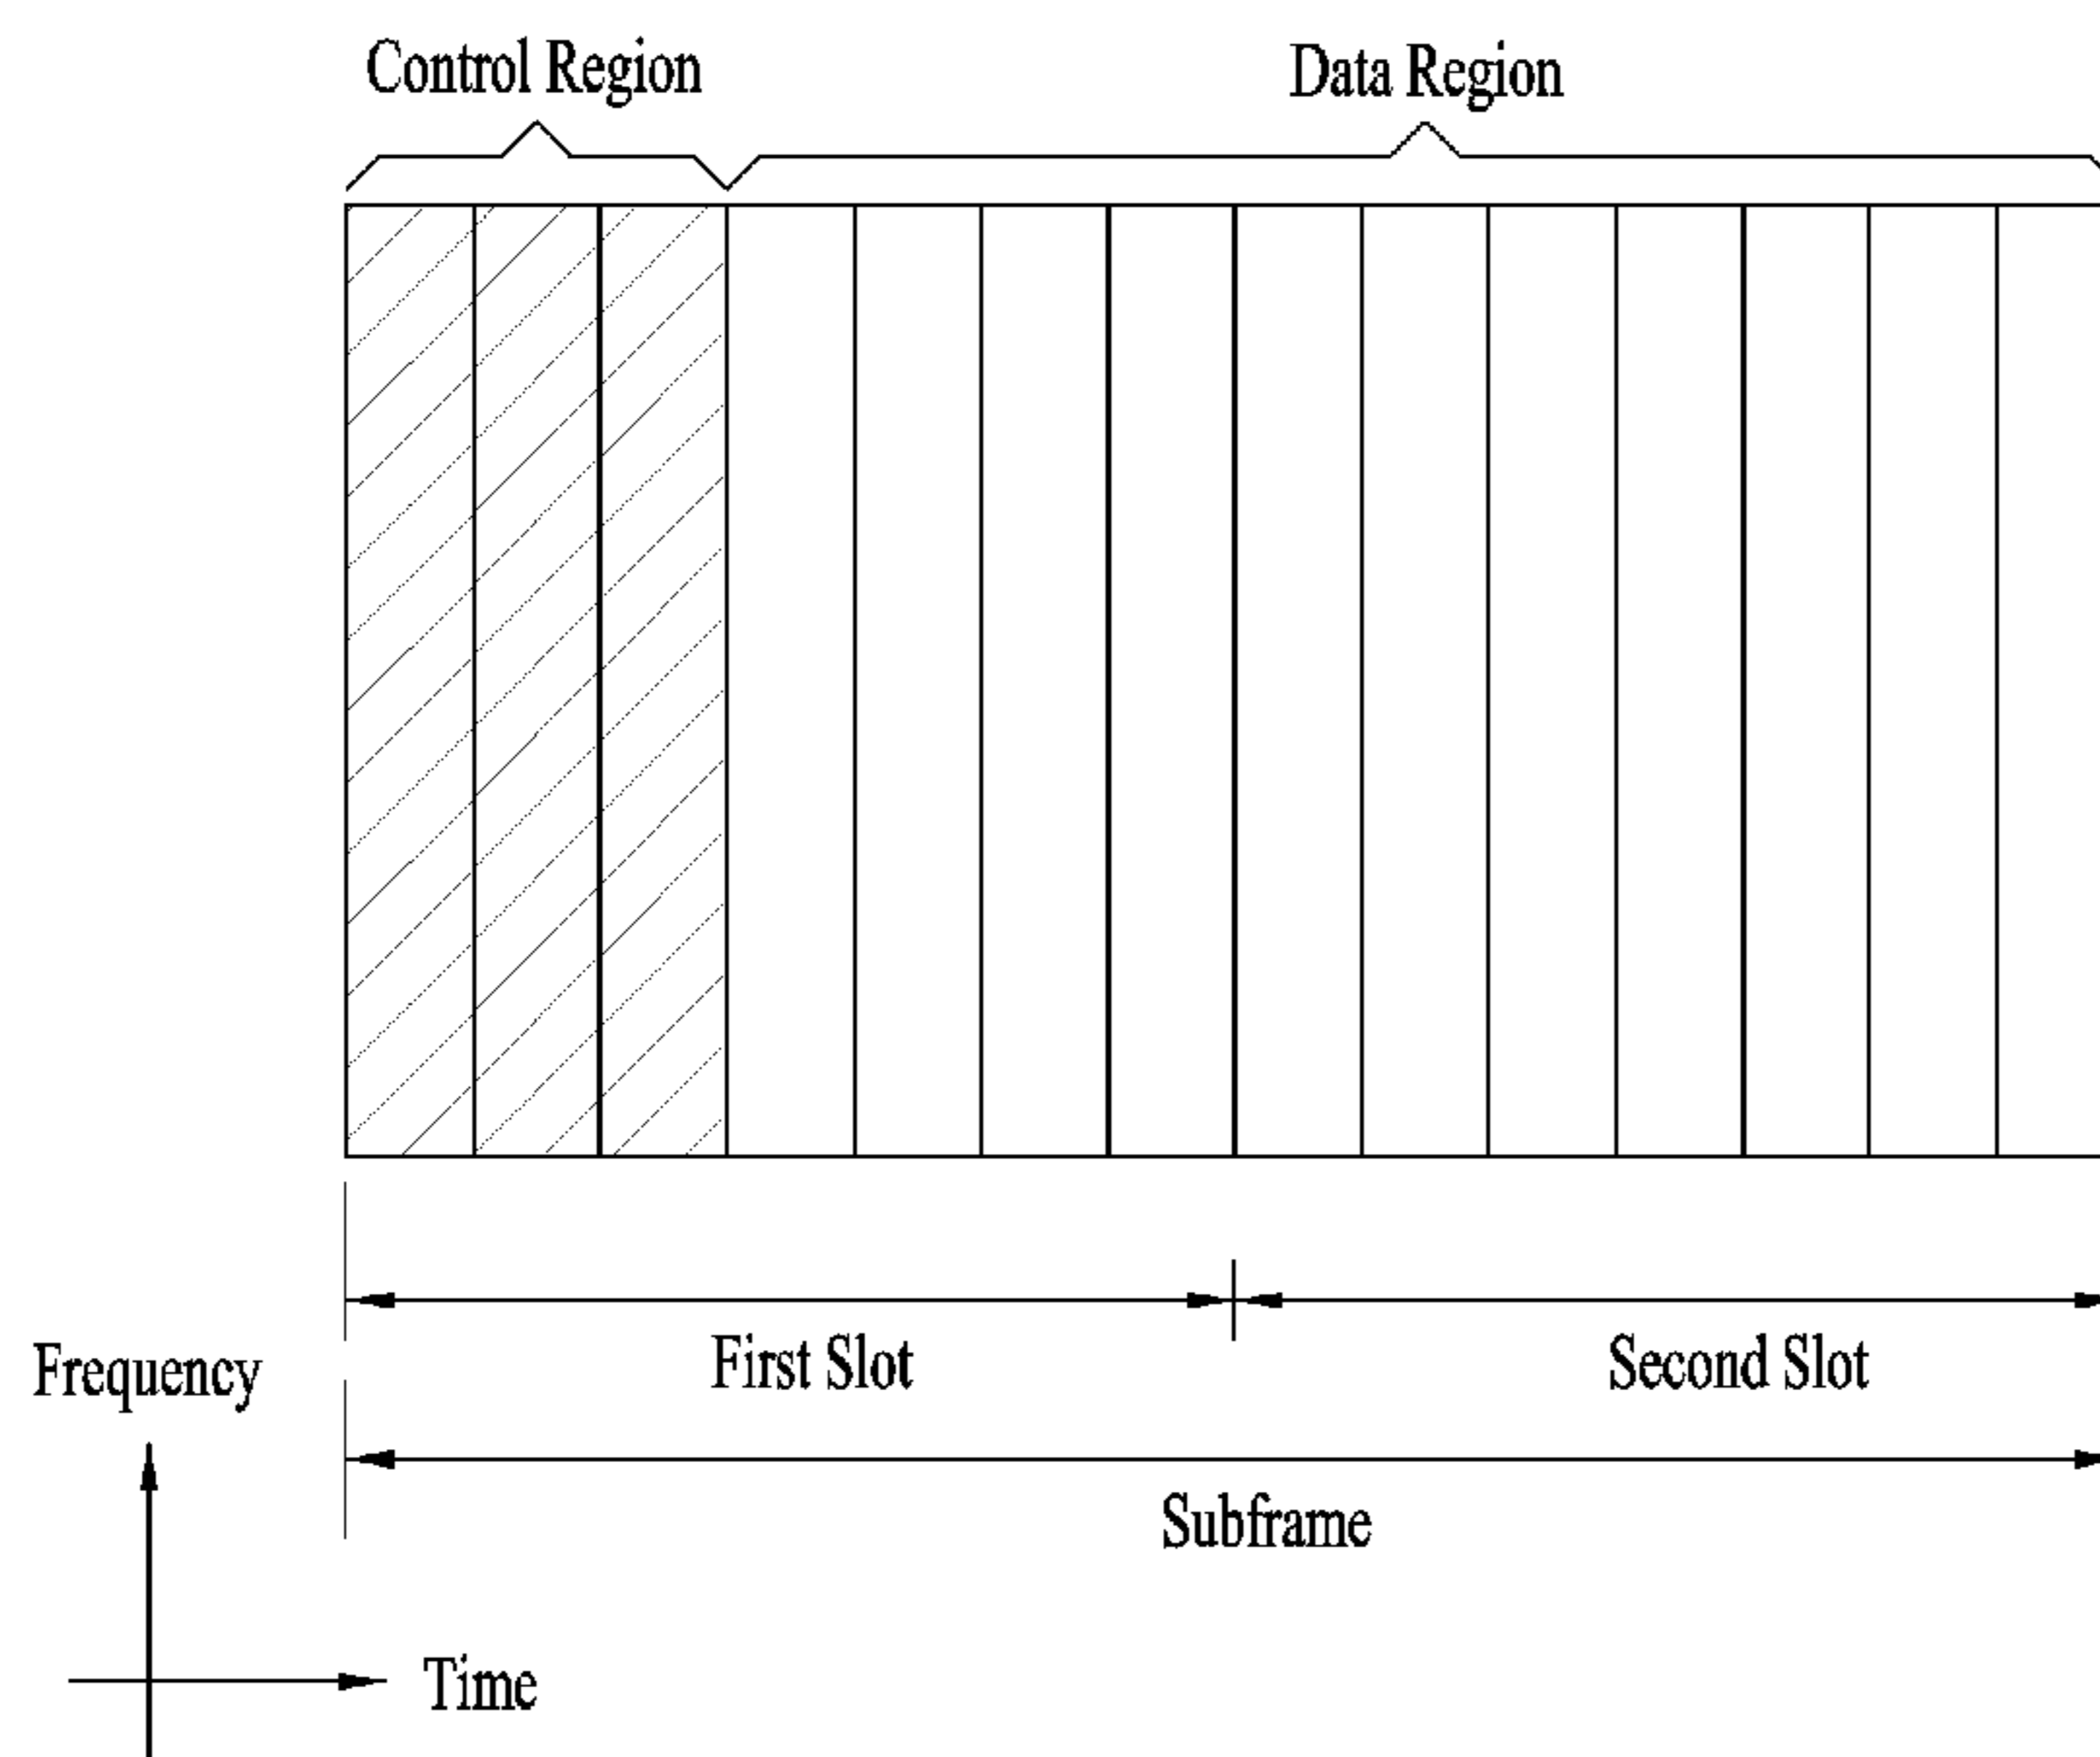 Control Region
Data Region
First Slot
Second Slot
Frequency
Subframe
Time